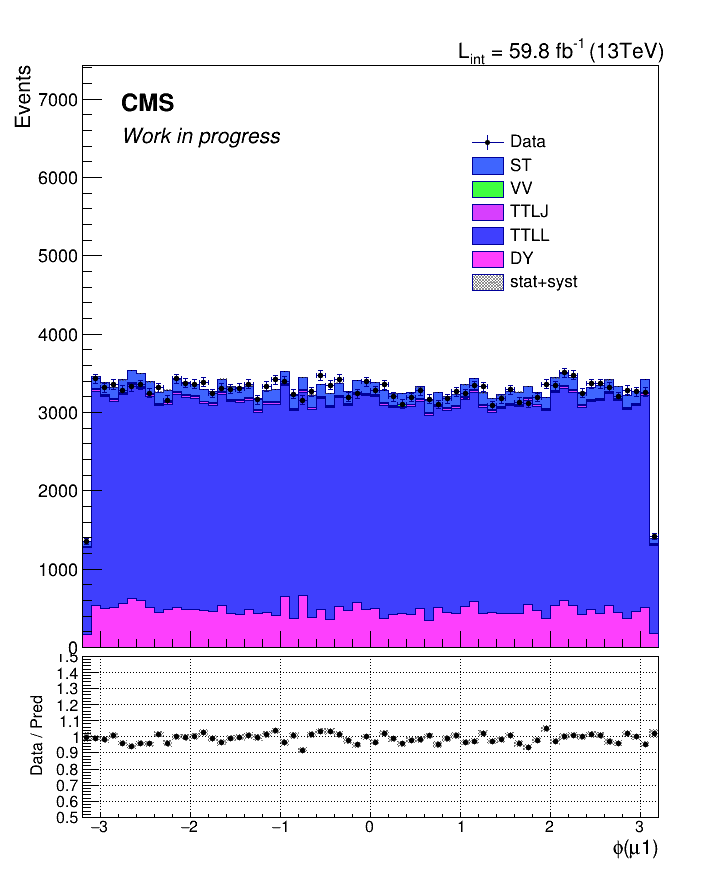 L_int = 59.8 fb^-1 (13TeV)
Events
7000
6000
5000
4000
3000
2000
1000
0
CMS
Work in progress
Data
ST
VV
TTLJ
TTLL
DY
stat+syst
Data / Pred
1.5
1.4
1.3
1.2
1.1
1
0.9
0.8
0.7
0.6
0.5
−3 −2 −1 0 1 2 3
ϕ(μ1)